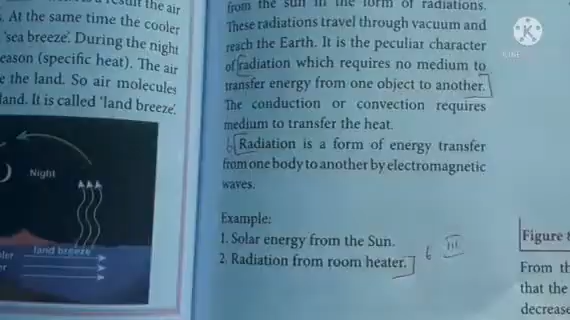 result the air
. At the same time the cooler
'sea breeze'. During the night
eason (specific heat). The air
e the land. So air molecules
land. It is called 'land breeze'.
Night
land breeze
from the sun in the form of radiations.
These radiations travel through vacuum and
reach the Earth. It is the peculiar character
of radiation which requires no medium to
transfer energy from one object to another.
The conduction or convection requires
medium to transfer the heat.
6 Radiation is a form of energy transfer
from one body to another by electromagnetic
waves.
Example:
1. Solar energy from the Sun.
2. Radiation from room heater.
6 III
Figure 8
From th
that the
decrease
K